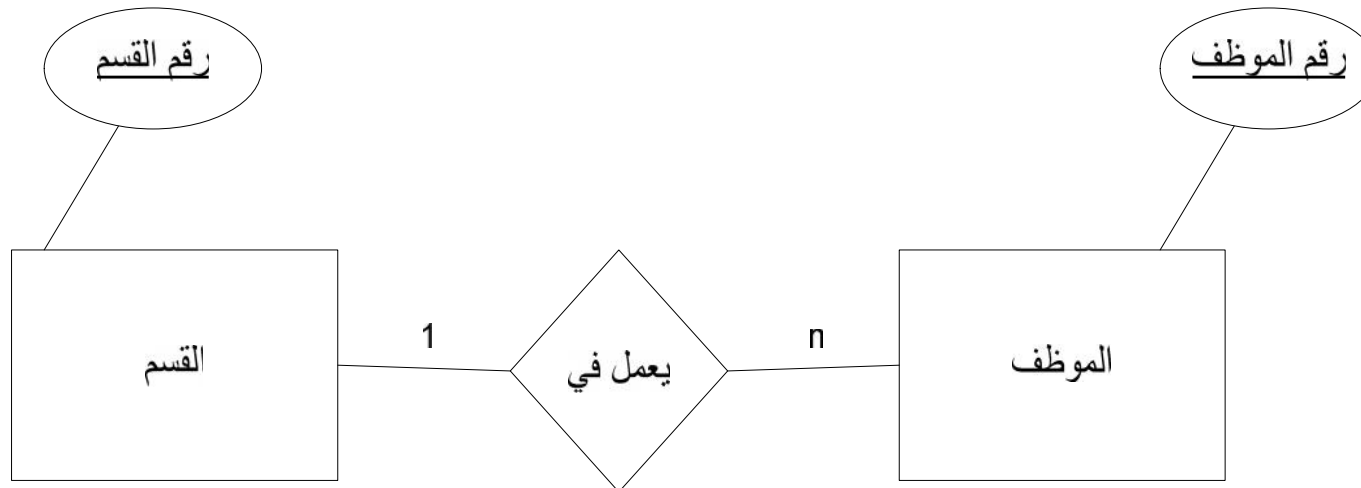 رقم الموظف
رقم القسم
الموظف
n
يعمل في
1
القسم